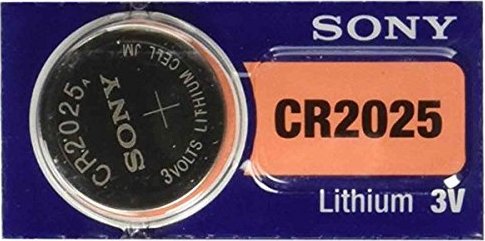 SONY
CR2025
Lithium 3V
CR2025 A
SONY
+
3VOLTS LITHIUM CELL JM